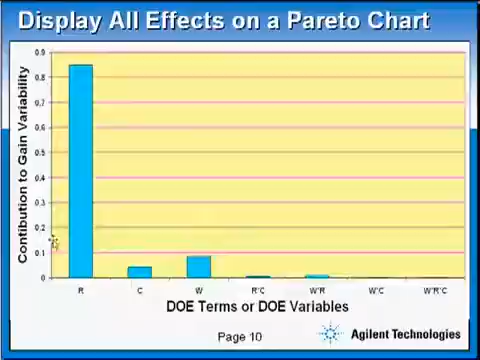 Display All Effects on a Pareto Chart
Contibution to Gain Variability
0.9
0.8
0.7
0.6
0.5
0.4
0.3
0.2
0.1
0
R C W R*C W*R W*C W*R*C
DOE Terms or DOE Variables
Page 10
Agilent Technologies